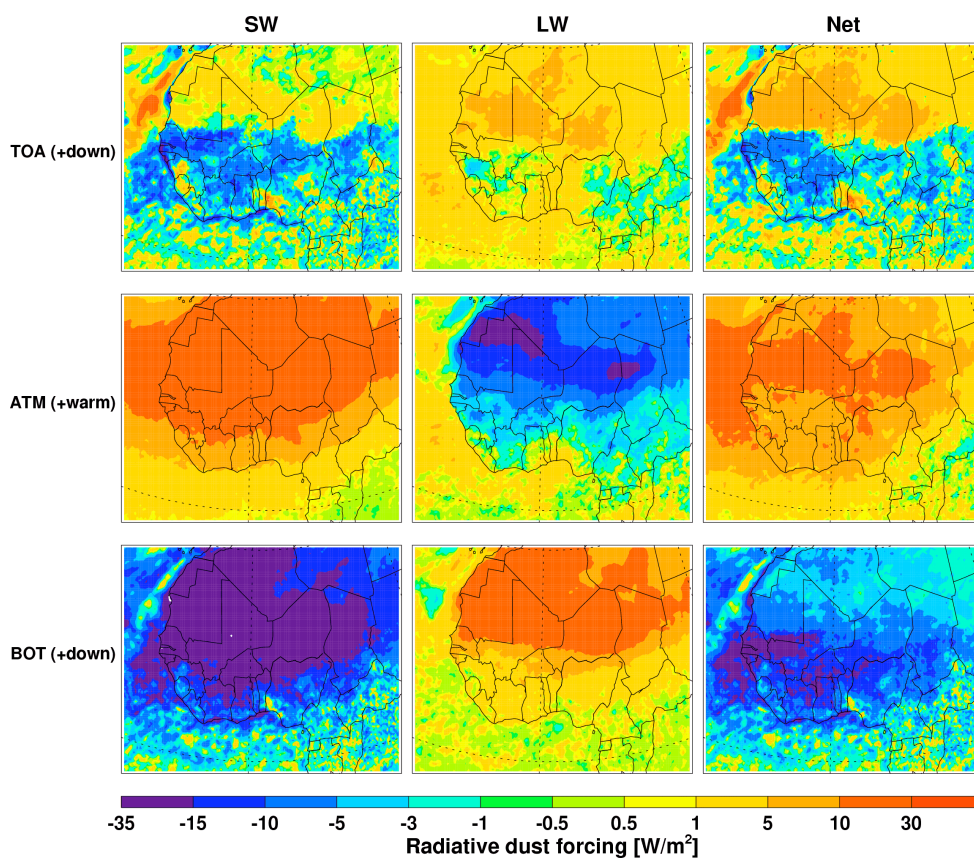 SW LW Net
TOA (+down)
ATM (+warm)
BOT (+down)
-35 -15 -10 -5 -3 -1 -0.5 0.5 1 5 10 30
Radiative dust forcing [W/m²]